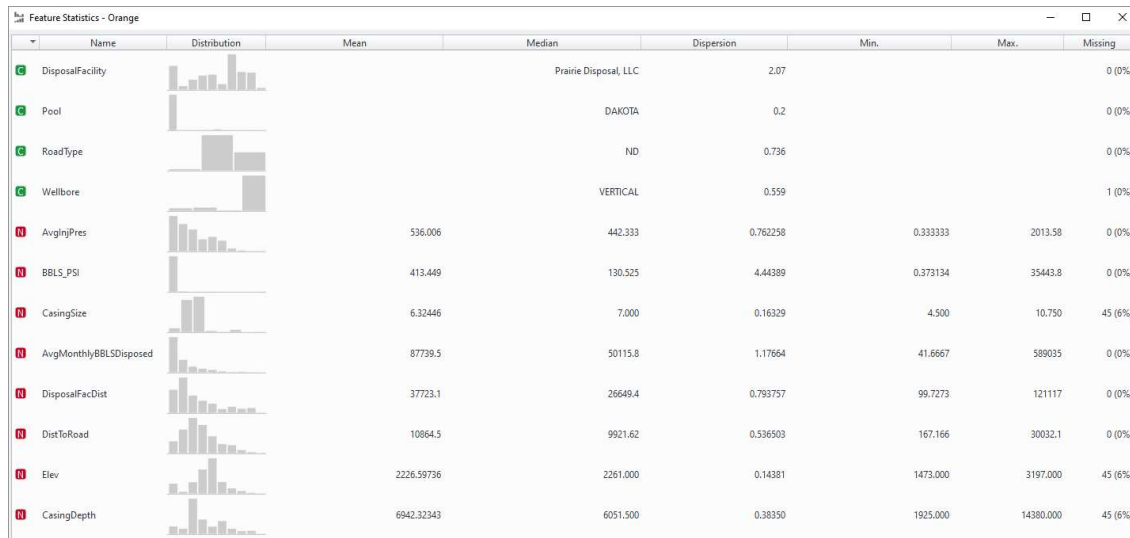 Feature Statistics - Orange
Name Distribution Mean Median Dispersion Min. Max. Missing
C DisposalFacility Prairie Disposal, LLC 2.07 0 (0%
C Pool DAKOTA 0.2 0 (0%
C RoadType ND 0.736 0 (0%
C Wellbore VERTICAL 0.559 1 (0%
N AvgInjPres 536.006 442.333 0.762258 0.333333 2013.58 0 (0%
N BBLS_PSI 413.449 130.525 4.44389 0.373134 35443.8 0 (0%
N CasingSize 6.32446 7.000 0.16329 4.500 10.750 45 (6%
N AvgMonthlyBBLSDisposed 87739.5 50115.8 1.17664 41.6667 589035 0 (0%
N DisposalFacDist 37723.1 26649.4 0.793757 99.7273 121117 0 (0%
N DistToRoad 10864.5 9921.62 0.536503 167.166 30032.1 0 (0%
N Elev 2226.59736 2261.000 0.14381 1473.000 3197.000 45 (6%
N CasingDepth 6942.32343 6051.500 0.38350 1925.000 14380.000 45 (6%